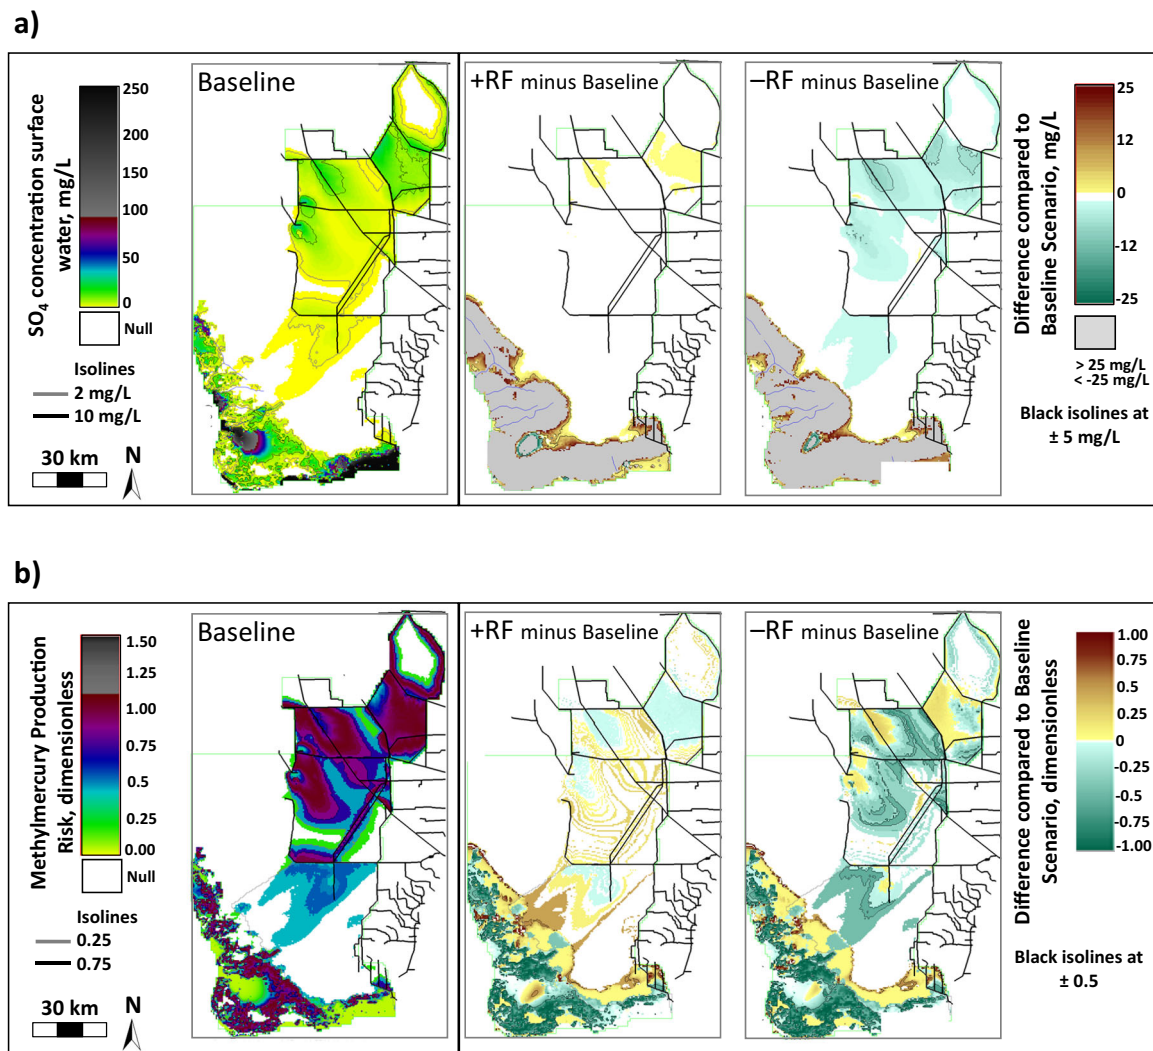 a)
SO4 concentration surface
water, mg/L
250
200
150
100
50
0
Null
Isolines
2 mg/L
10 mg/L
30 km
N
Baseline
+RF minus Baseline
−RF minus Baseline
Difference compared to
Baseline Scenario, mg/L
25
12
0
-12
-25
> 25 mg/L
< -25 mg/L
Black isolines at
± 5 mg/L
b)
Methylmercury Production
Risk, dimensionless
1.50
1.25
1.00
0.75
0.5
0.25
0.00
Null
Isolines
0.25
0.75
30 km
N
Baseline
+RF minus Baseline
−RF minus Baseline
Difference compared to Baseline
Scenario, dimensionless
1.00
0.75
0.5
0.25
0
-0.25
-0.5
-0.75
-1.00
Black isolines at
± 0.5